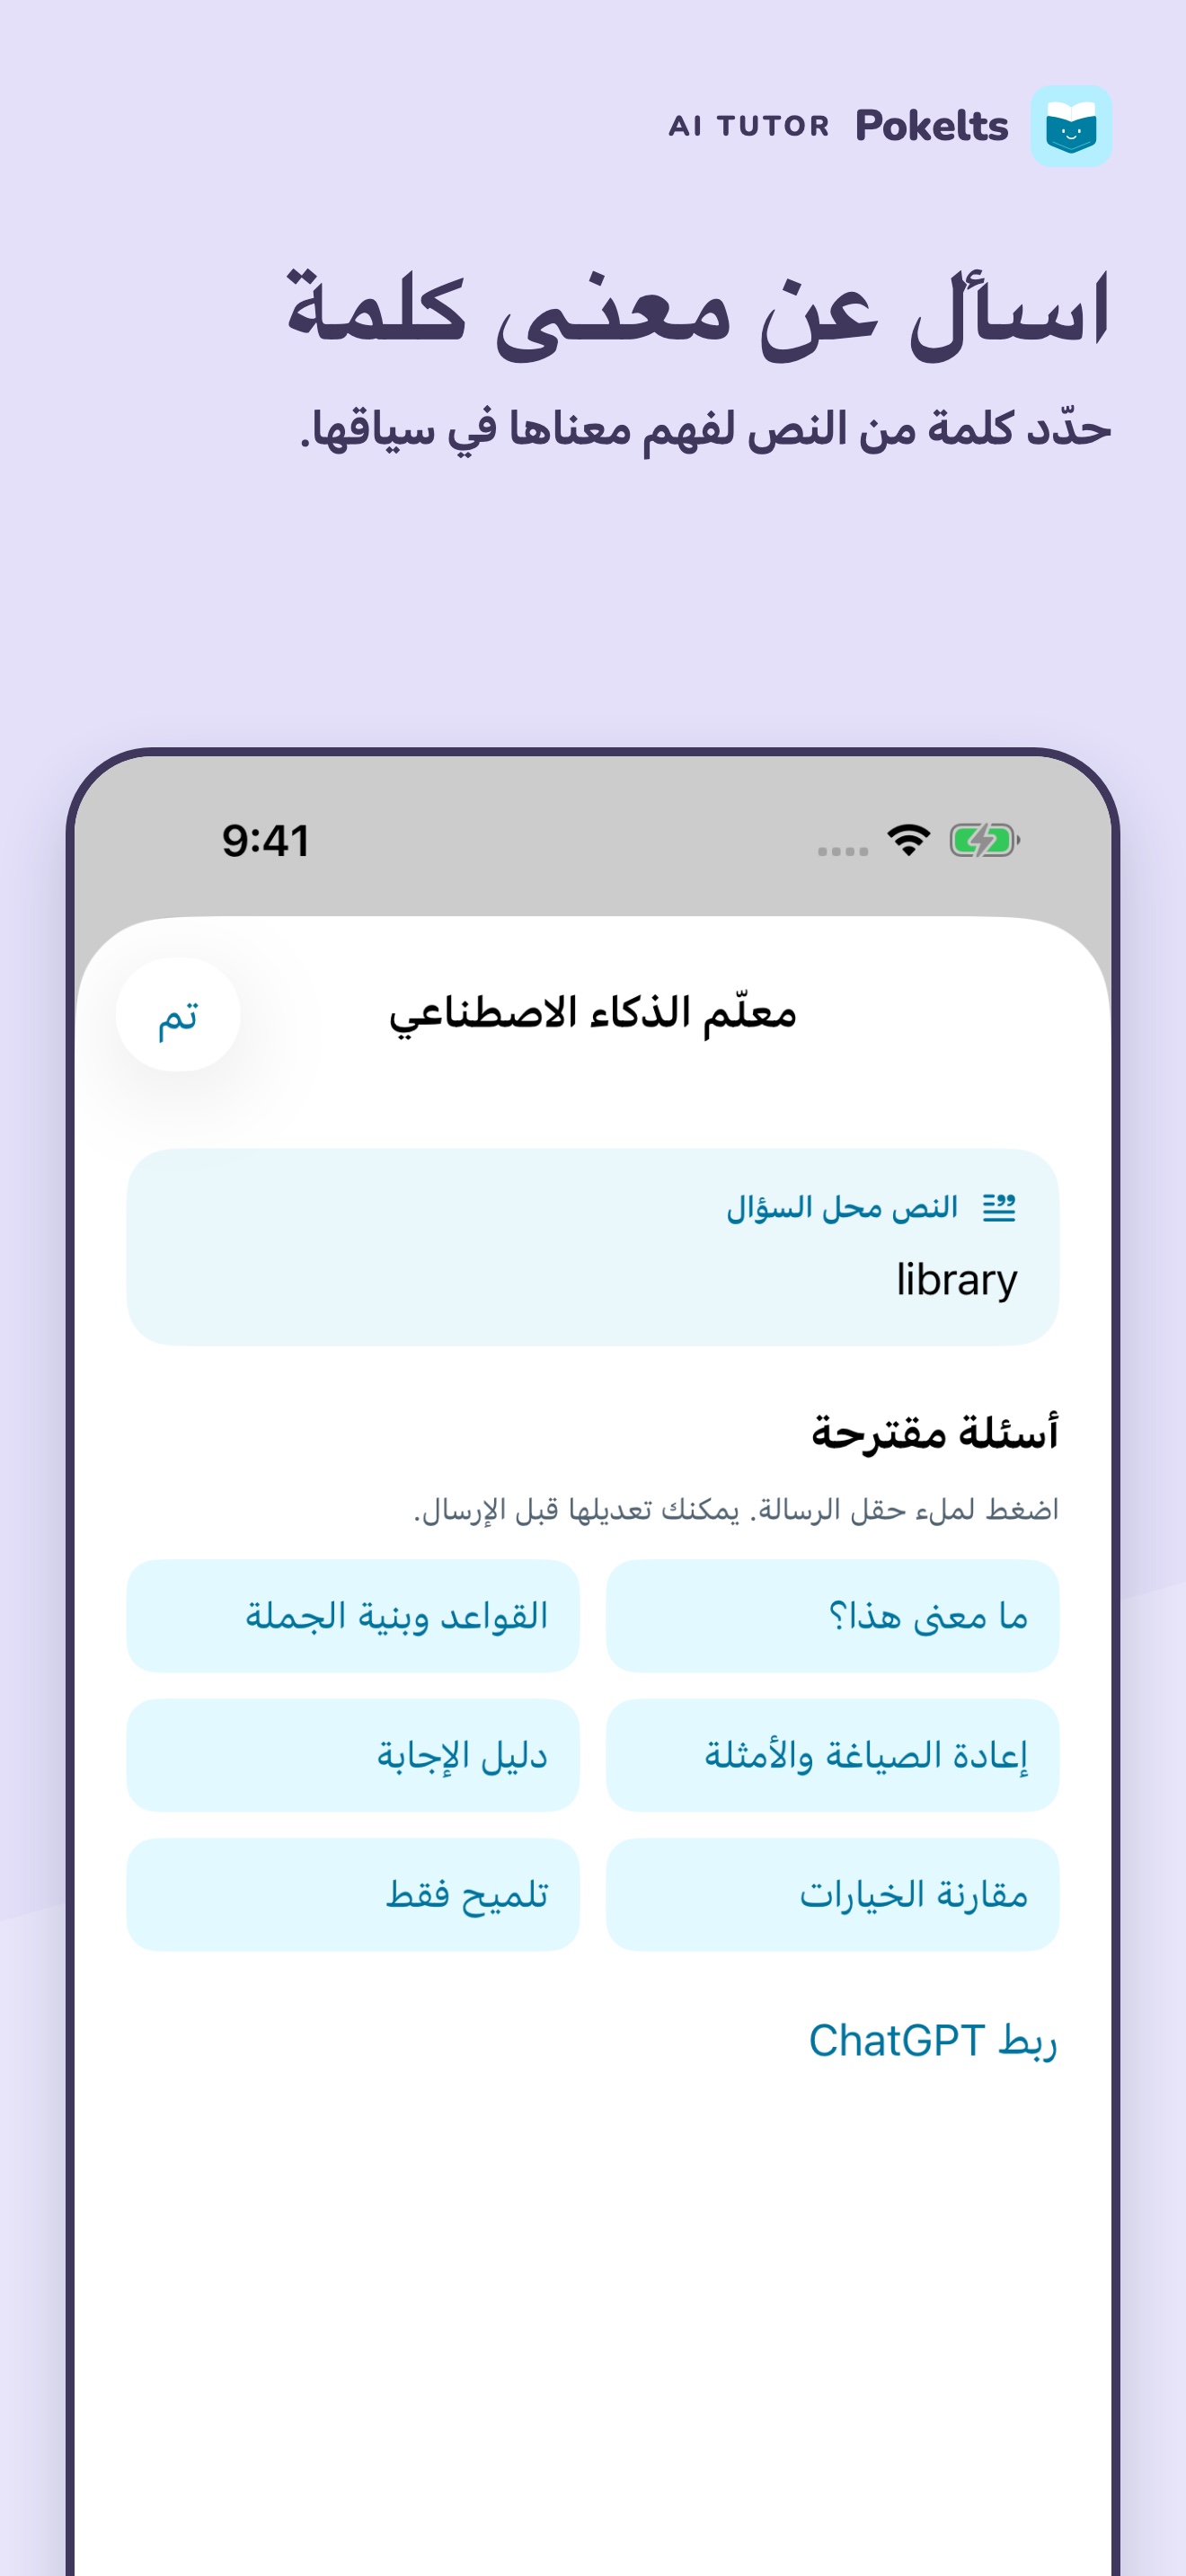 Pokelts AI TUTOR
اسأل عن معنى كلمة
حدّد كلمة من النص لفهم معناها في سياقها.
9:41
معلّم الذكاء الاصطناعي
تم
النص محل السؤال
library
أسئلة مقترحة
اضغط لملء حقل الرسالة. يمكنك تعديلها قبل الإرسال.
ما معنى هذا؟
القواعد وبنية الجملة
إعادة الصياغة والأمثلة
دليل الإجابة
مقارنة الخيارات
تلميح فقط
ربط ChatGPT